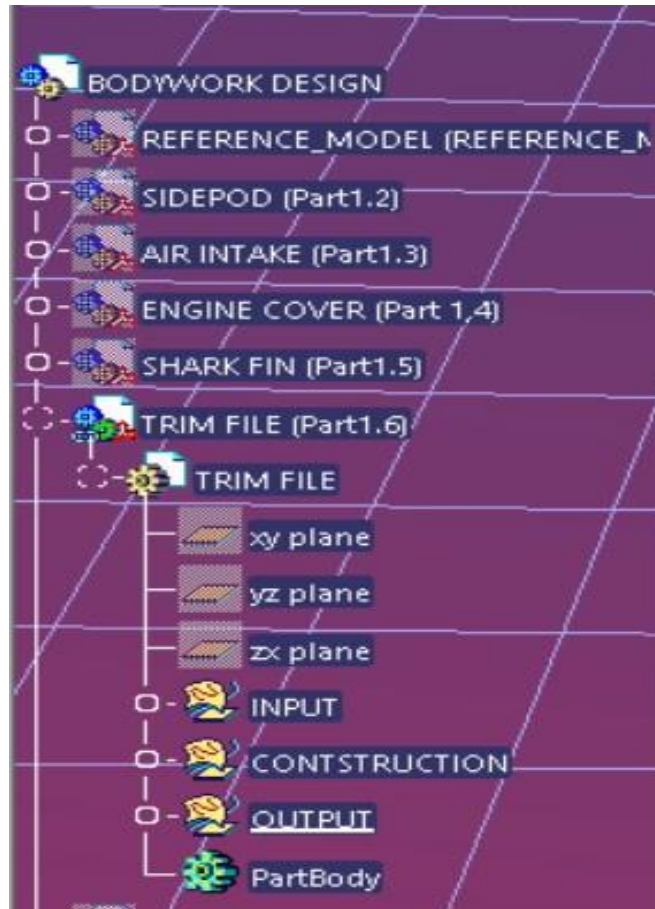 BODYWORK DESIGN
REFERENCE_MODEL (REFERENCE_M
SIDEPOD (Part1.2)
AIR INTAKE (Part1.3)
ENGINE COVER (Part 1,4)
SHARK FIN (Part1.5)
TRIM FILE (Part1.6)
TRIM FILE
xy plane
yz plane
zx plane
INPUT
CONTSTRUCTION
OUTPUT
PartBody